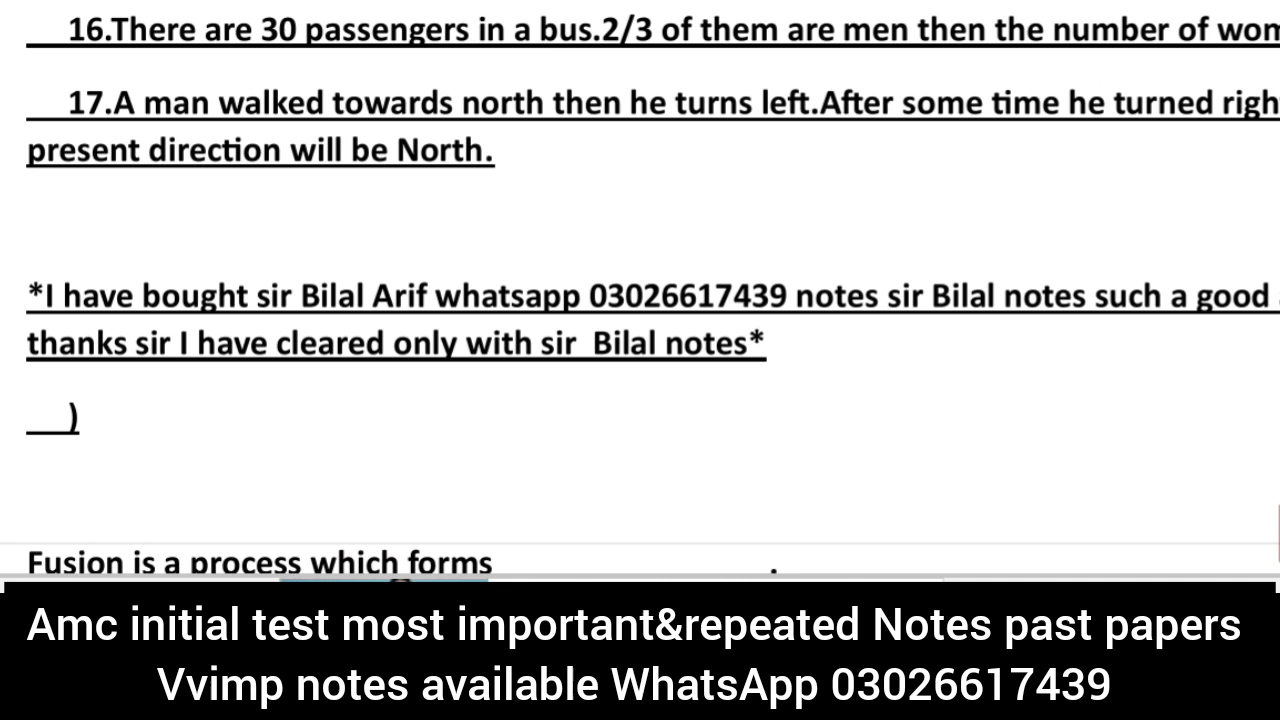 16.There are 30 passengers in a bus.2/3 of them are men then the number of
17.A man walked towards north then he turns left.After some time he turned
present direction will be North.
*I have bought sir Bilal Arif whatsapp 03026617439 notes sir Bilal notes such a good
thanks sir I have cleared only with sir Bilal notes*
)
Fusion is a process which forms .
Amc initial test most important&repeated Notes past papers
Vvimp notes available WhatsApp 03026617439